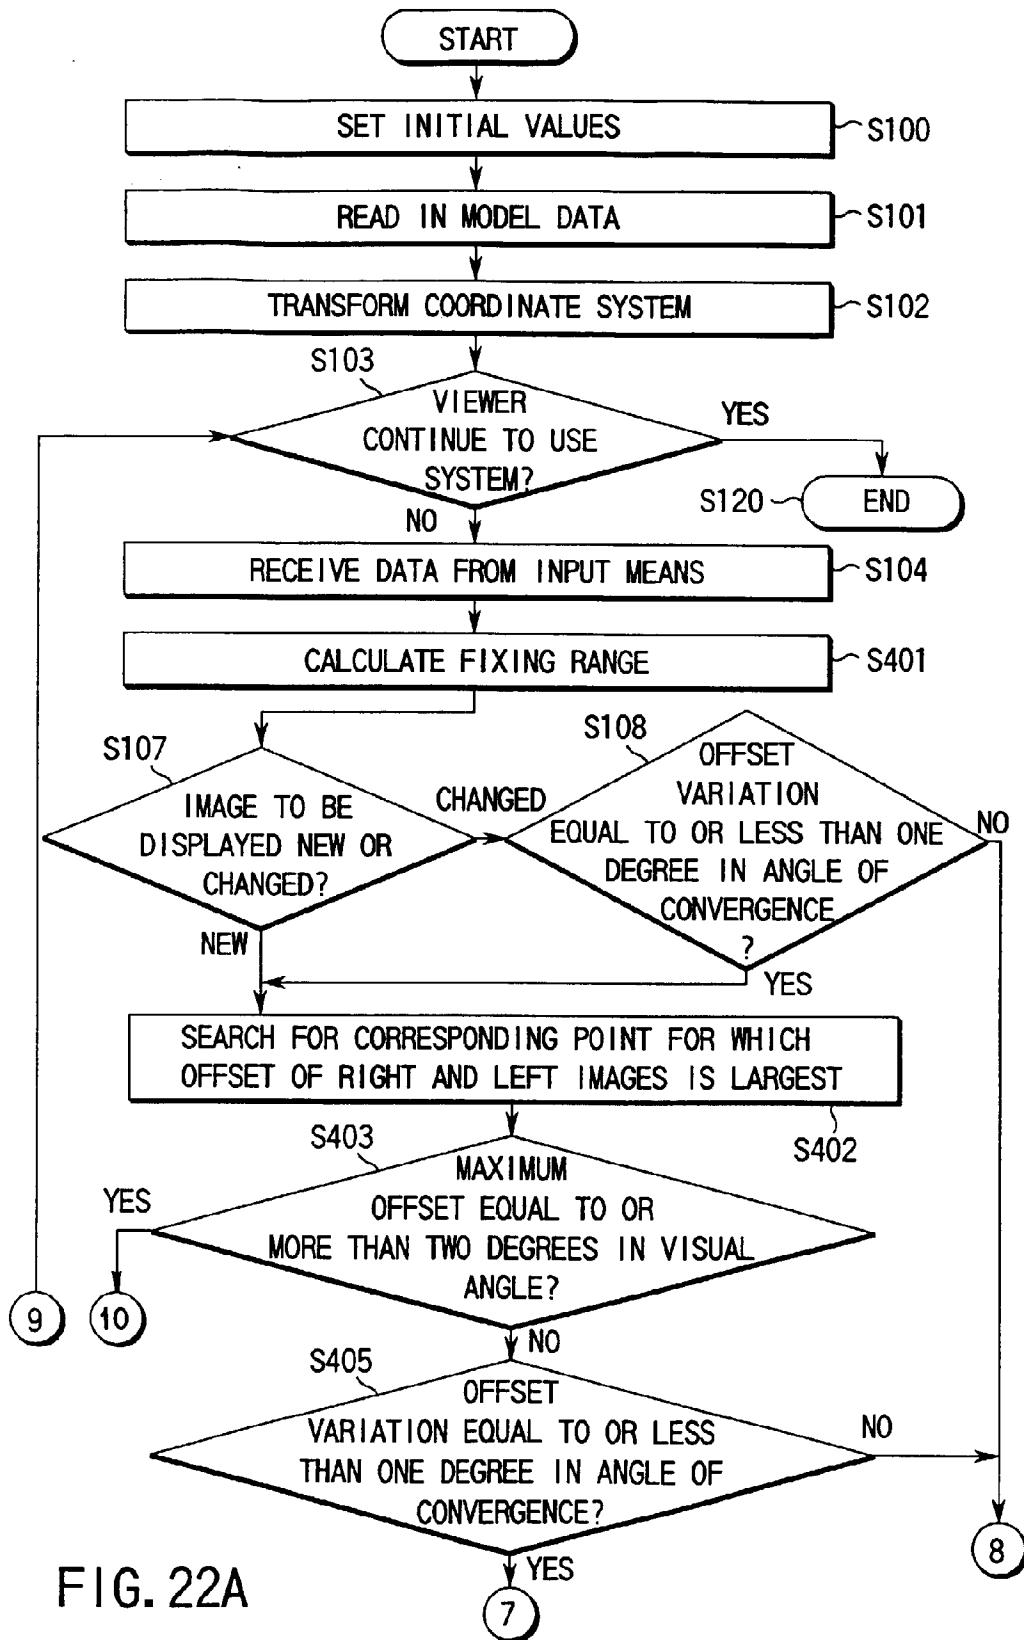 START
SET INITIAL VALUES
S100
READ IN MODEL DATA
S101
TRANSFORM COORDINATE SYSTEM
S102
S103
VIEWER
CONTINUE TO USE
SYSTEM?
YES
S120
END
NO
RECEIVE DATA FROM INPUT MEANS
S104
CALCULATE FIXING RANGE
S401
S107
IMAGE TO BE
DISPLAYED NEW OR
CHANGED?
CHANGED
NEW
S108
OFFSET
VARIATION
EQUAL TO OR LESS THAN ONE
DEGREE IN ANGLE OF
CONVERGENCE
?
NO
YES
SEARCH FOR CORRESPONDING POINT FOR WHICH
OFFSET OF RIGHT AND LEFT IMAGES IS LARGEST
S402
S403
MAXIMUM
OFFSET EQUAL TO OR
MORE THAN TWO DEGREES IN VISUAL
ANGLE?
YES
9
10
NO
S405
OFFSET
VARIATION EQUAL TO OR LESS
THAN ONE DEGREE IN ANGLE OF
CONVERGENCE?
NO
8
YES
7
FIG. 22A